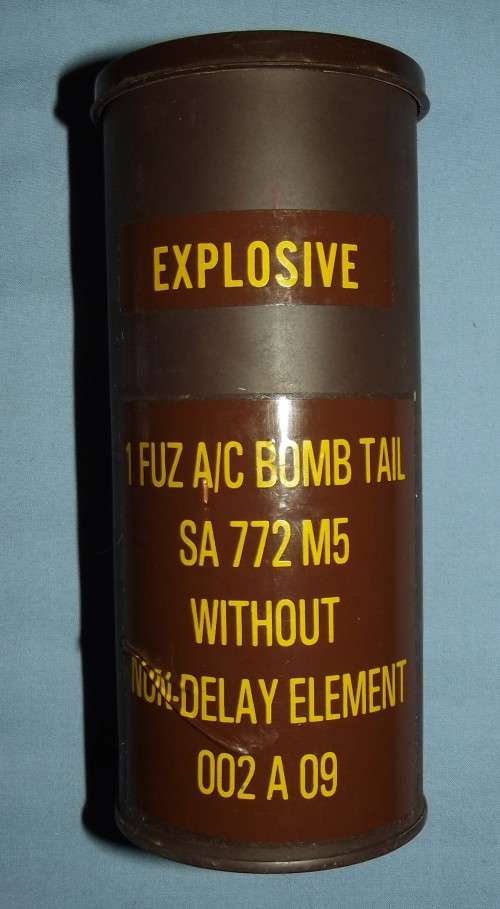 EXPLOSIVE
1 FUZ A/C BOMB TAIL
SA 772 M5
WITHOUT
NON-DELAY ELEMENT
002 A 09